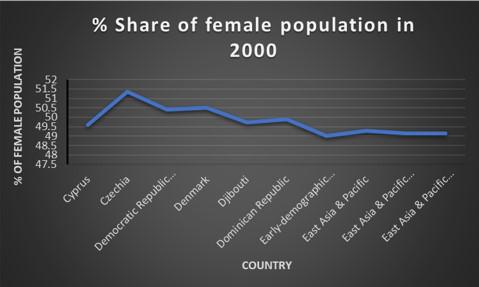 % Share of female population in
2000
% OF FEMALE POPULATION
52
51.5
51
50.5
50
49.5
49
48.5
48
47.5
Cyprus
Czechia
Democratic Republic...
Denmark
Djibouti
Dominican Republic
Early-demographic...
East Asia & Pacific
East Asia & Pacific...
East Asia & Pacific...
COUNTRY